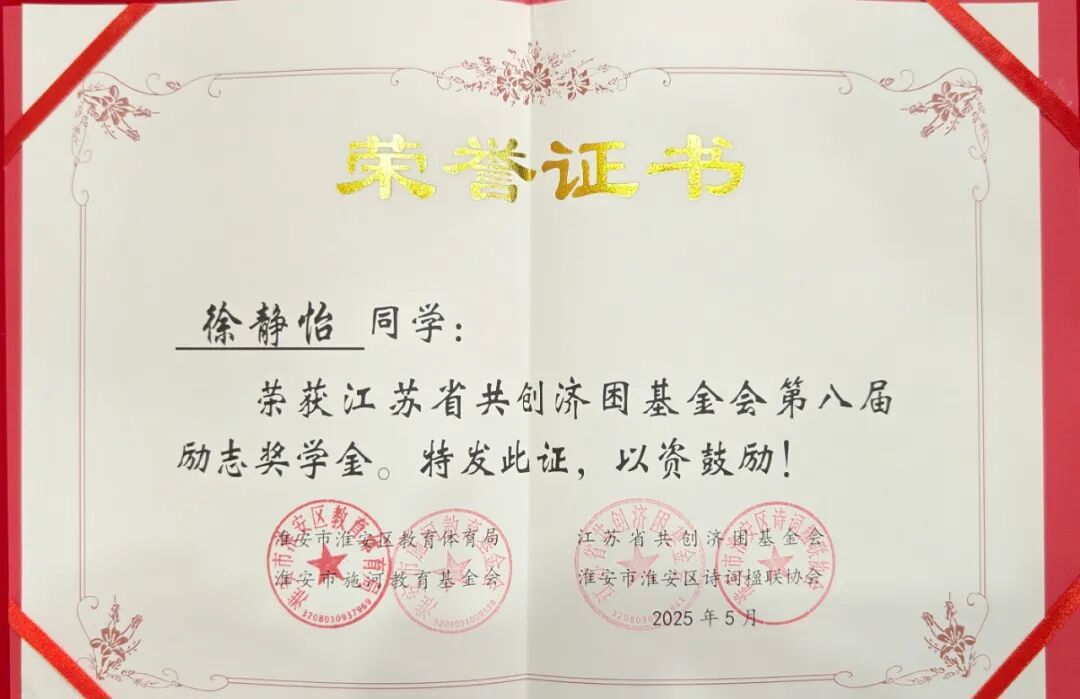 荣誉证书
徐静怡 同学：
荣获江苏省共创济困基金会第八届
励志奖学金。特发此证，以资鼓励！
淮安市淮安区教育体育局
淮安市施河教育基金会
江苏省共创济困基金会
淮安市淮安区诗词楹联协会
2025年5月
3208030937969